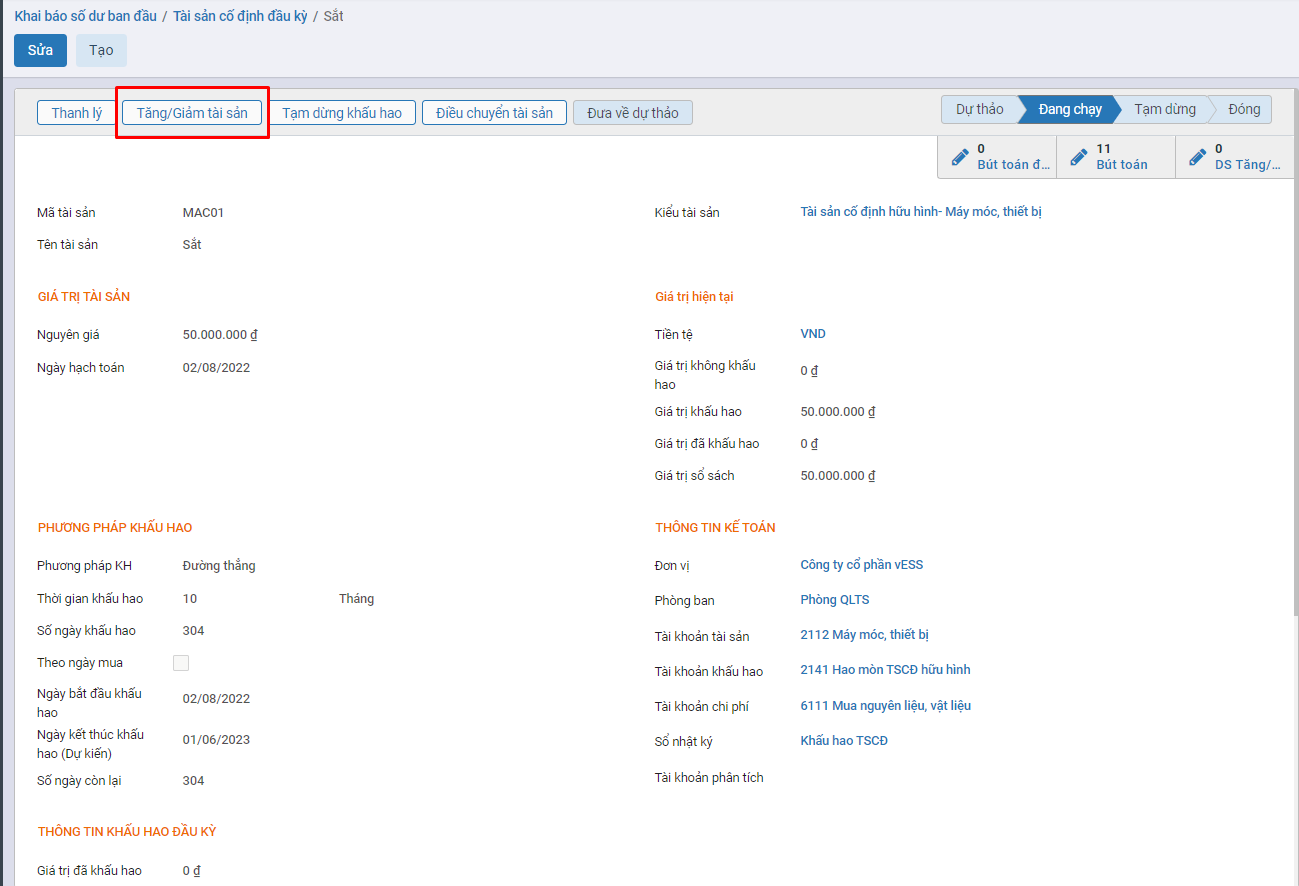 Khai báo số dư ban đầu / Tài sản cố định đầu kỳ / Sắt
Sửa Tạo
Thanh lý Tăng/Giảm tài sản Tạm dừng khấu hao Điều chuyển tài sản Đưa về dự thảo Dự thảo Đang chạy Tạm dừng Đóng
0 11 0
Bút toán đ... Bút toán DS Tăng/...
Mã tài sản MAC01 Kiểu tài sản Tài sản cố định hữu hình- Máy móc, thiết bị
Tên tài sản Sắt
GIÁ TRỊ TÀI SẢN Giá trị hiện tại
Nguyên giá 50.000.000 ₫ Tiền tệ VND
Ngày hạch toán 02/08/2022 Giá trị không khấu
hao 0 ₫
Giá trị khấu hao 50.000.000 ₫
Giá trị đã khấu hao 0 ₫
Giá trị sổ sách 50.000.000 ₫
PHƯƠNG PHÁP KHẤU HAO THÔNG TIN KẾ TOÁN
Phương pháp KH Đường thẳng Đơn vị Công ty cổ phần vESS
Thời gian khấu hao 10 Tháng Phòng ban Phòng QLTS
Số ngày khấu hao 304 Tài khoản tài sản 2112 Máy móc, thiết bị
Theo ngày mua Tài khoản khấu hao 2141 Hao mòn TSCĐ hữu hình
Ngày bắt đầu khấu
hao 02/08/2022 Tài khoản chi phí 6111 Mua nguyên liệu, vật liệu
Ngày kết thúc khấu
hao (Dự kiến) 01/06/2023 Sổ nhật ký Khấu hao TSCĐ
Số ngày còn lại 304 Tài khoản phân tích
THÔNG TIN KHẤU HAO ĐẦU KỲ
Giá trị đã khấu hao 0 ₫